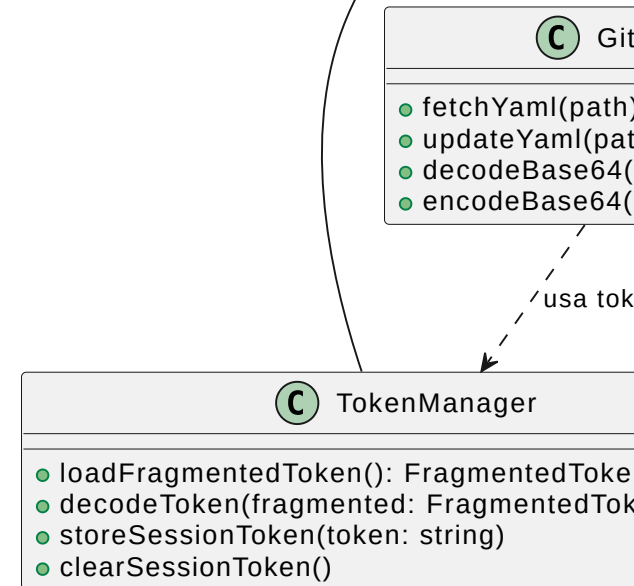 C Git
fetchYaml(path)
updateYaml(pat
decodeBase64(
encodeBase64(
usa tok
C TokenManager
loadFragmentedToken(): FragmentedToke
decodeToken(fragmented: FragmentedTok
storeSessionToken(token: string)
clearSessionToken()